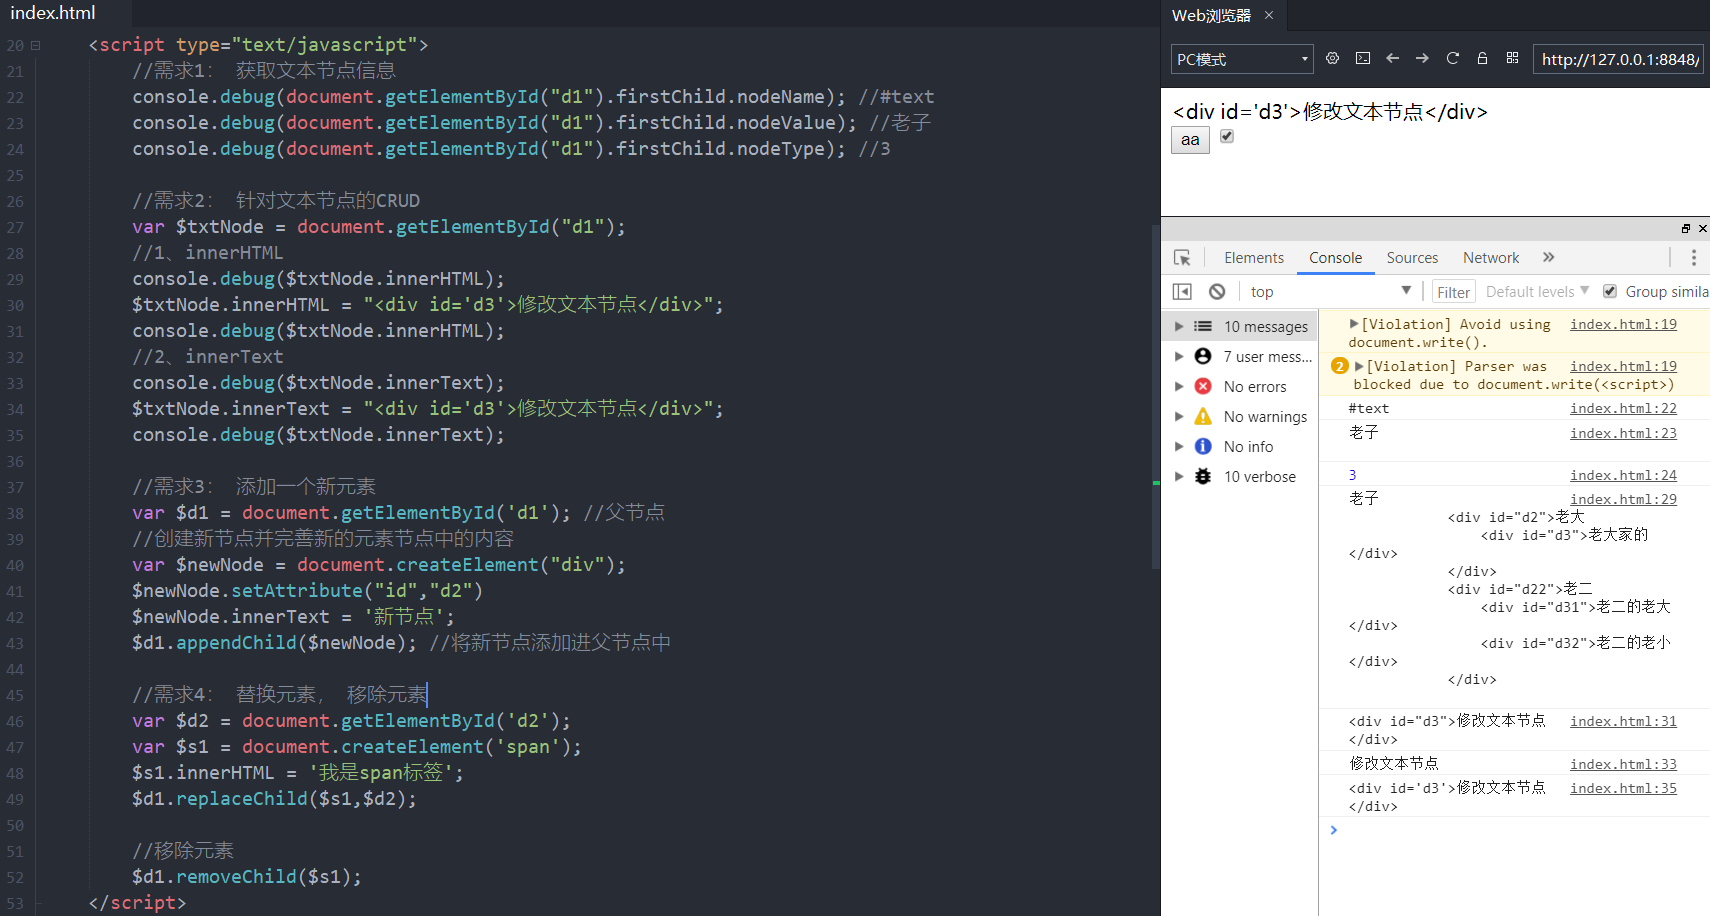 index.html
20 <script type="text/javascript">
21 //需求1： 获取文本节点信息
22 console.debug(document.getElementById("d1").firstChild.nodeName); //#text
23 console.debug(document.getElementById("d1").firstChild.nodeValue); //老子
24 console.debug(document.getElementById("d1").firstChild.nodeType); //3
25
26 //需求2： 针对文本节点的CRUD
27 var $txtNode = document.getElementById("d1");
28 //1、innerHTML
29 console.debug($txtNode.innerHTML);
30 $txtNode.innerHTML = "<div id='d3'>修改文本节点</div>";
31 console.debug($txtNode.innerHTML);
32 //2、innerText
33 console.debug($txtNode.innerText);
34 $txtNode.innerText = "<div id='d3'>修改文本节点</div>";
35 console.debug($txtNode.innerText);
36
37 //需求3： 添加一个新元素
38 var $d1 = document.getElementById('d1'); //父节点
39 //创建新节点并完善新的元素节点中的内容
40 var $newNode = document.createElement("div");
41 $newNode.setAttribute("id","d2")
42 $newNode.innerText = '新节点';
43 $d1.appendChild($newNode); //将新节点添加进父节点中
44
45 //需求4： 替换元素， 移除元素
46 var $d2 = document.getElementById('d2');
47 var $s1 = document.createElement('span');
48 $s1.innerHTML = '我是span标签';
49 $d1.replaceChild($s1,$d2);
50
51 //移除元素
52 $d1.removeChild($s1);
53 </script>
Web浏览器
PC模式 http://127.0.0.1:8848/
<div id='d3'>修改文本节点</div>
aa
Elements Console Sources Network
top Filter Default levels Group simila
10 messages
7 user mess...
No errors
No warnings
No info
10 verbose
[Violation] Avoid using index.html:19
document.write().
2 [Violation] Parser was index.html:19
blocked due to document.write(<script>)
#text index.html:22
老子 index.html:23
3 index.html:24
老子 index.html:29
<div id="d2">老大
<div id="d3">老大家的
</div>
</div>
<div id="d22">老二
<div id="d31">老二的老大
</div>
<div id="d32">老二的老小
</div>
</div>
<div id="d3">修改文本节点 index.html:31
</div>
修改文本节点 index.html:33
<div id='d3'>修改文本节点 index.html:35
</div>